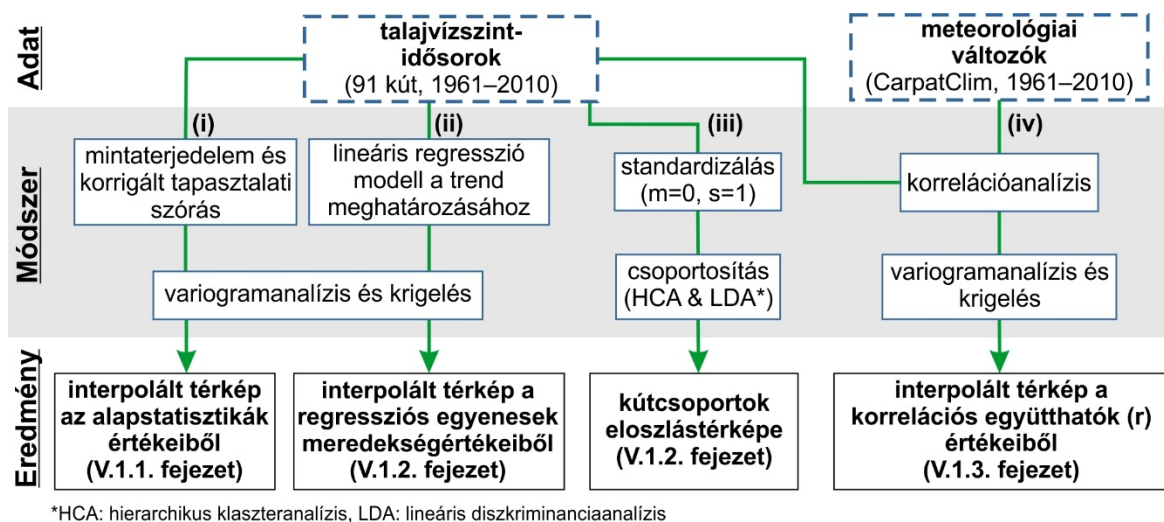 Adat
talajvízszint-
idősorok
(91 kút, 1961–2010)
meteorológiai
változók
(CarpatClim, 1961–2010)
Módszer
(i)
(ii)
(iii)
(iv)
mintaterjedelem és
korrigált tapasztalati
szórás
lineáris regresszió
modell a trend
meghatározásához
standardizálás
(m=0, s=1)
korrelációanalízis
variogramanalízis és krigelés
csoportosítás
(HCA & LDA*)
variogramanalízis és
krigelés
Eredmény
interpolált térkép
az alapstatisztikák
értékeiből
(V.1.1. fejezet)
interpolált térkép a
regressziós egyenesek
meredekségértékeiből
(V.1.2. fejezet)
kútcsoportok
eloszlástérképe
(V.1.2. fejezet)
interpolált térkép a
korrelációs együtthatók (r)
értékeiből
(V.1.3. fejezet)
*HCA: hierarchikus klaszteranalízis, LDA: lineáris diszkriminanciaanalízis